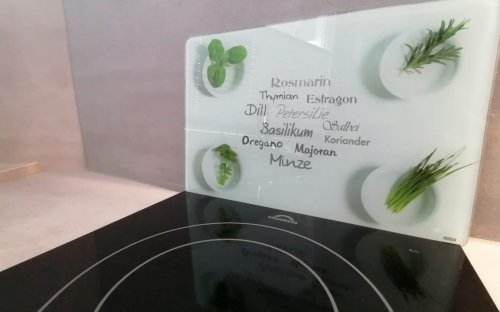 Rosmarin
Thymian Estragon
Dill Petersilie
Basilikum Salbei
Oregano Majoran Koriander
Minze